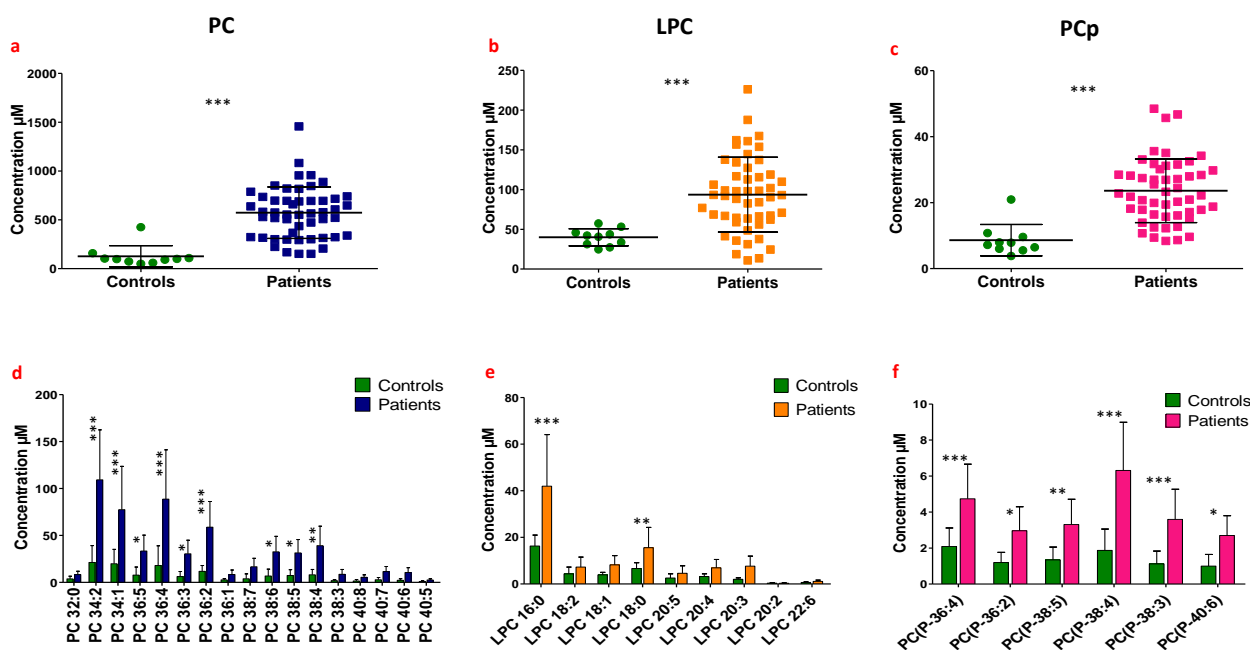 PC
LPC
PCp
a
Concentration µM
2000
1500
1000
500
0
***
Controls
Patients
b
Concentration µM
250
200
150
100
50
0
***
Controls
Patients
c
Concentration µM
60
40
20
0
***
Controls
Patients
d
Controls
Patients
Concentration µM
200
150
100
50
0
***
***
*
***
*
***
*
*
**
PC 32:0
PC 34:2
PC 34:1
PC 36:5
PC 36:4
PC 36:3
PC 36:2
PC 36:1
PC 38:7
PC 38:6
PC 38:5
PC 38:4
PC 38:3
PC 40:8
PC 40:7
PC 40:6
PC 40:5
e
Controls
Patients
Concentration µM
80
60
40
20
0
***
**
LPC 16:0
LPC 18:2
LPC 18:1
LPC 18:0
LPC 20:5
LPC 20:4
LPC 20:3
LPC 20:2
LPC 22:6
f
Controls
Patients
Concentration µM
8
6
4
2
0
***
*
**
***
***
*
PC(P-36:4)
PC(P-36:2)
PC(P-38:5)
PC(P-38:4)
PC(P-38:3)
PC(P-40:6)